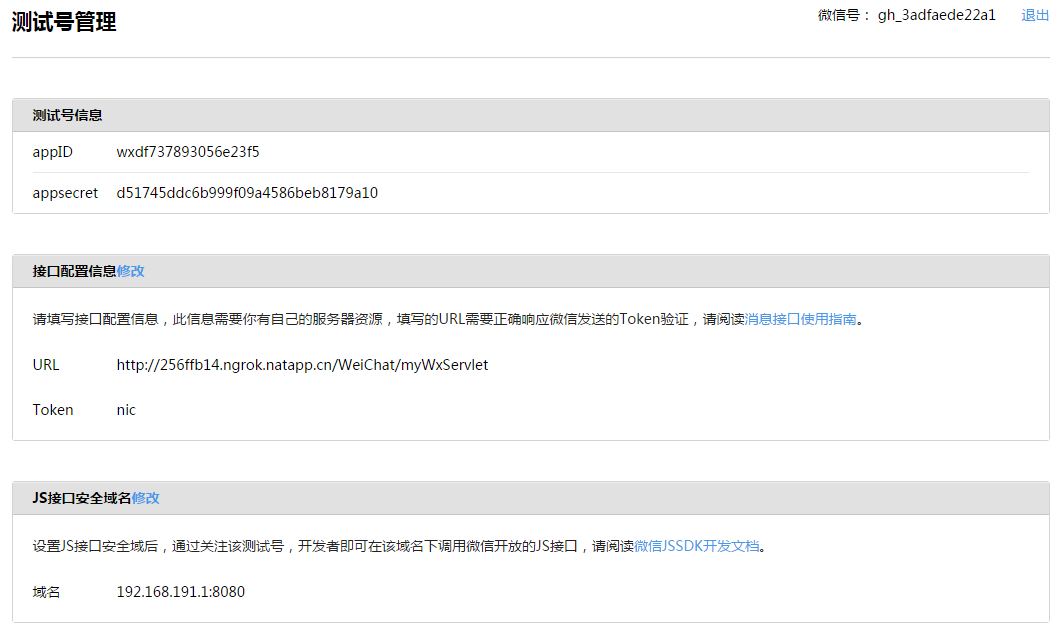 测试号管理
微信号： gh_3adfaede22a1 退出
测试号信息
appID wxdf737893056e23f5
appsecret d51745ddc6b999f09a4586beb8179a10
接口配置信息修改
请填写接口配置信息，此信息需要你有自己的服务器资源，填写的URL需要正确响应微信发送的Token验证，请阅读消息接口使用指南。
URL http://256ffb14.ngrok.natapp.cn/WeiChat/myWxServlet
Token nic
JS接口安全域名修改
设置JS接口安全域后，通过关注该测试号，开发者即可在该域名下调用微信开放的JS接口，请阅读微信JSSDK开发文档。
域名 192.168.191.1:8080